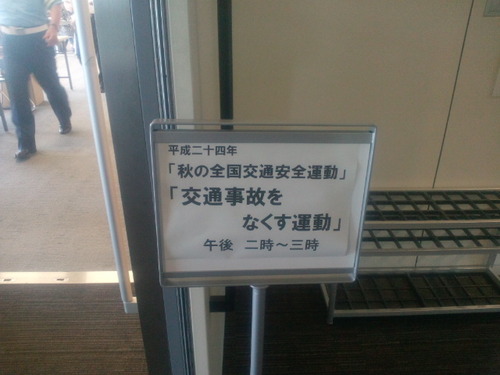 平成二十四年
「秋の全国交通安全運動」
「交通事故を
なくす運動」
午後 二時～三時